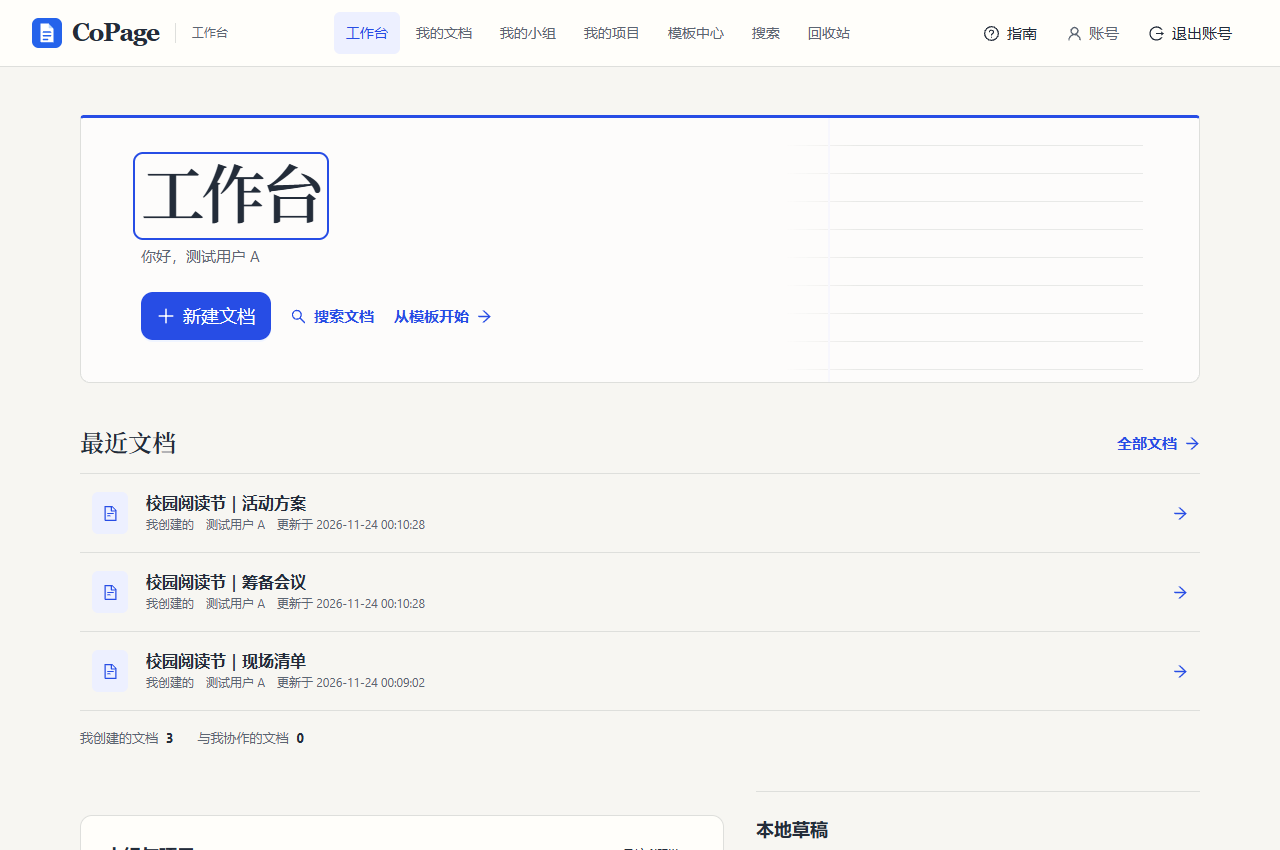 CoPage 工作台 工作台 我的文档 我的小组 我的项目 模板中心 搜索 回收站 指南 账号 退出账号
工作台
你好，测试用户 A
新建文档 搜索文档 从模板开始
最近文档 全部文档
校园阅读节 | 活动方案
我创建的 测试用户 A 更新于 2026-11-24 00:10:28
校园阅读节 | 筹备会议
我创建的 测试用户 A 更新于 2026-11-24 00:10:28
校园阅读节 | 现场清单
我创建的 测试用户 A 更新于 2026-11-24 00:09:02
我创建的文档 3 与我协作的文档 0
本地草稿